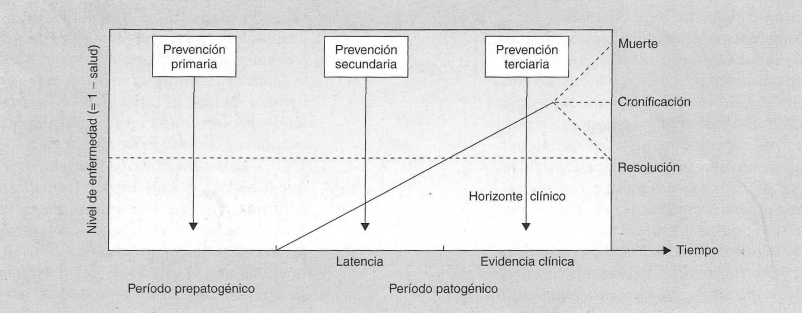 Prevención
primaria
Prevención
secundaria
Prevención
terciaria
Muerte
Cronificación
Resolución
Nivel de enfermedad (= 1 – salud)
Horizonte clínico
Tiempo
Latencia
Evidencia clínica
Período prepatogénico
Período patogénico